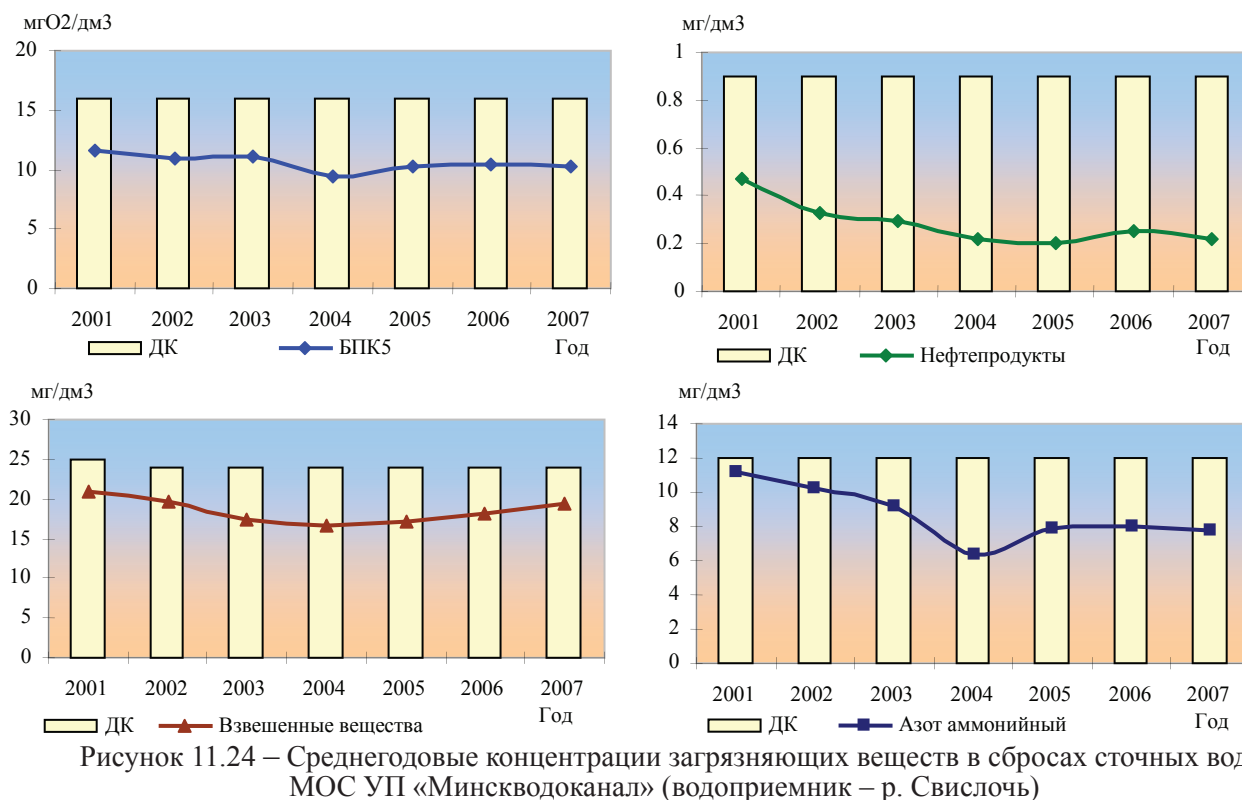 мгО2/дм3
20
15
10
5
0
2001 2002 2003 2004 2005 2006 2007
Год
ДК БПК5
мг/дм3
1
0.8
0.6
0.4
0.2
0
2001 2002 2003 2004 2005 2006 2007
Год
ДК Нефтепродукты
мг/дм3
30
25
20
15
10
5
0
2001 2002 2003 2004 2005 2006 2007
Год
ДК Взвешенные вещества
мг/дм3
14
12
10
8
6
4
2
0
2001 2002 2003 2004 2005 2006 2007
Год
ДК Азот аммонийный
Рисунок 11.24 – Среднегодовые концентрации загрязняющих веществ в сбросах сточных вод
МОС УП «Минскводоканал» (водоприемник – р. Свислочь)